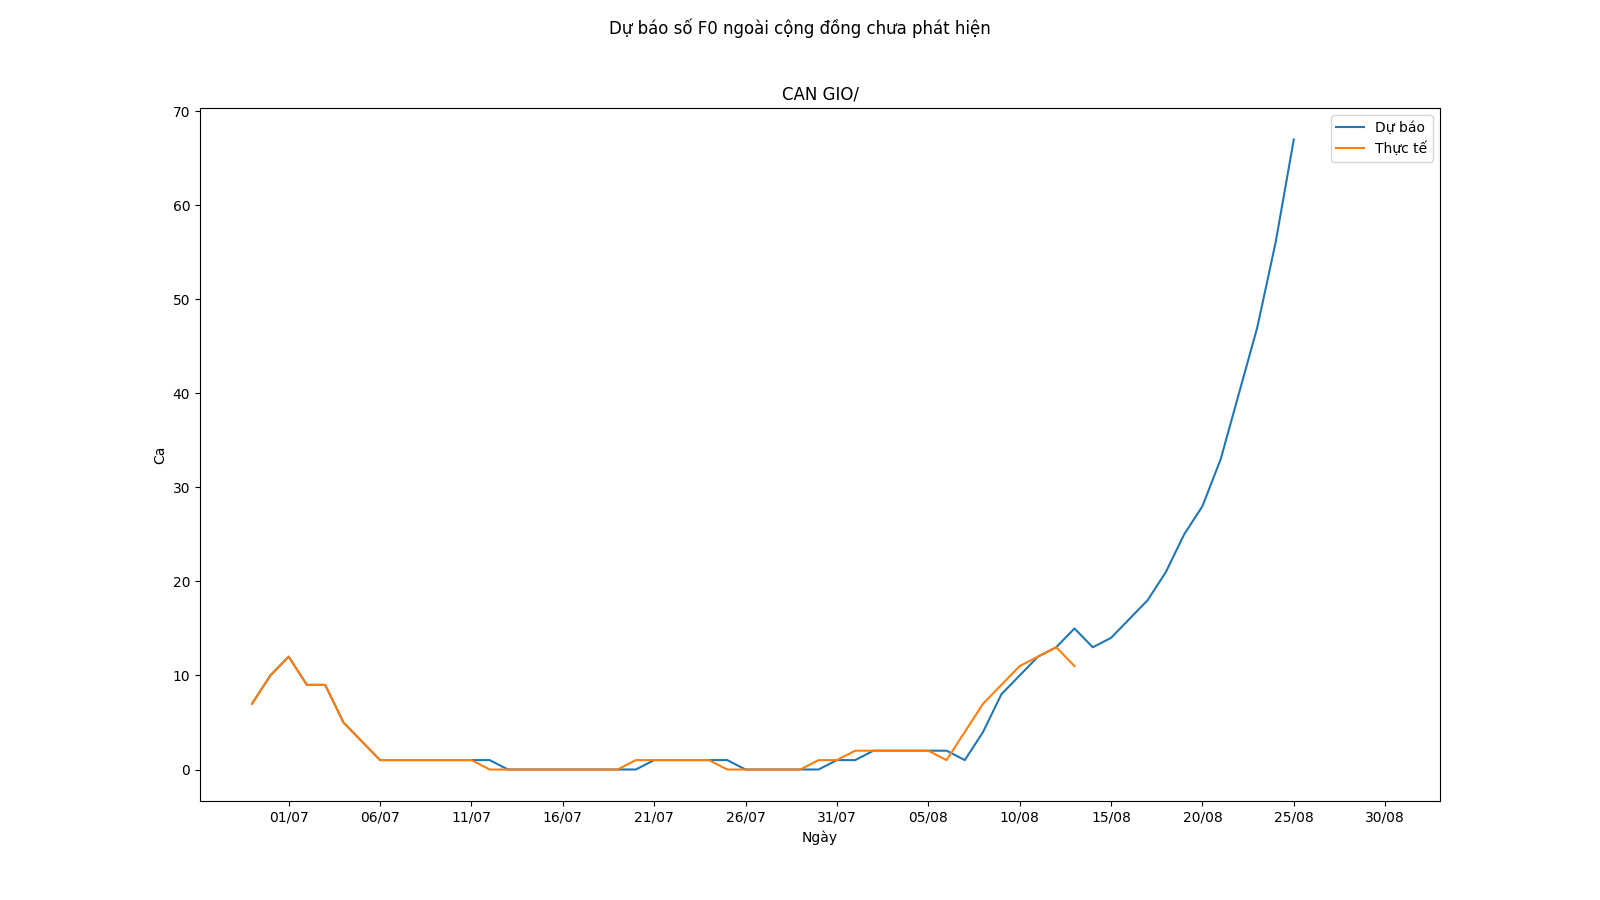 Dự báo số F0 ngoài cộng đồng chưa phát hiện
CAN GIO/
Dự báo
Thực tế
70
60
50
40
30
20
10
0
Ca
01/07 06/07 11/07 16/07 21/07 26/07 31/07 05/08 10/08 15/08 20/08 25/08 30/08
Ngày